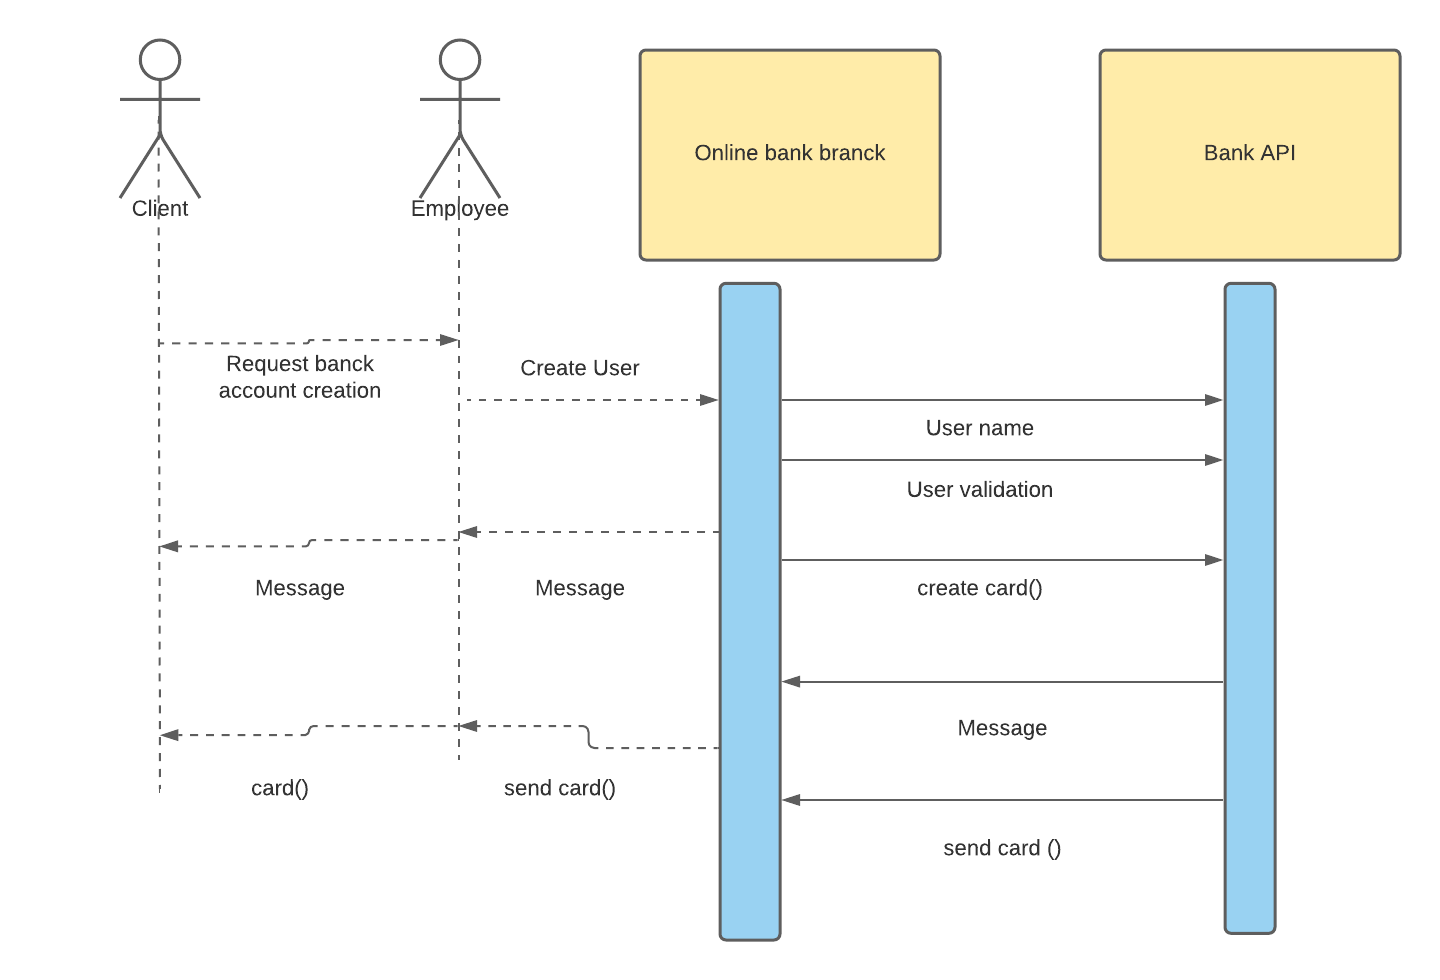 Client
Employee
Online bank branck
Bank API
Request banck
account creation
Create User
User name
User validation
Message
Message
create card()
Message
card()
send card()
send card ()